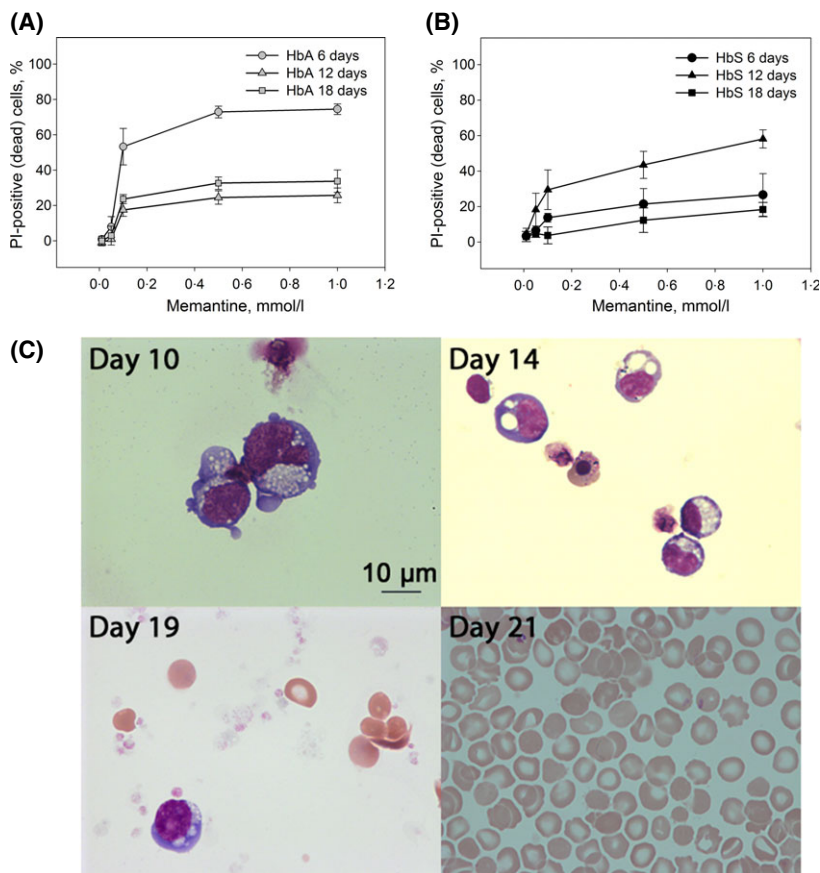 (A)
100
80
60
40
20
0
PI-positive (dead) cells, %
HbA 6 days
HbA 12 days
HbA 18 days
0·0 0·2 0·4 0·6 0·8 1·0 1·2
Memantine, mmol/l
(B)
100
80
60
40
20
0
PI-positive (dead) cells, %
HbS 6 days
HbS 12 days
HbS 18 days
0·0 0·2 0·4 0·6 0·8 1·0 1·2
Memantine, mmol/l
(C)
Day 10
10 μm
Day 14
Day 19
Day 21